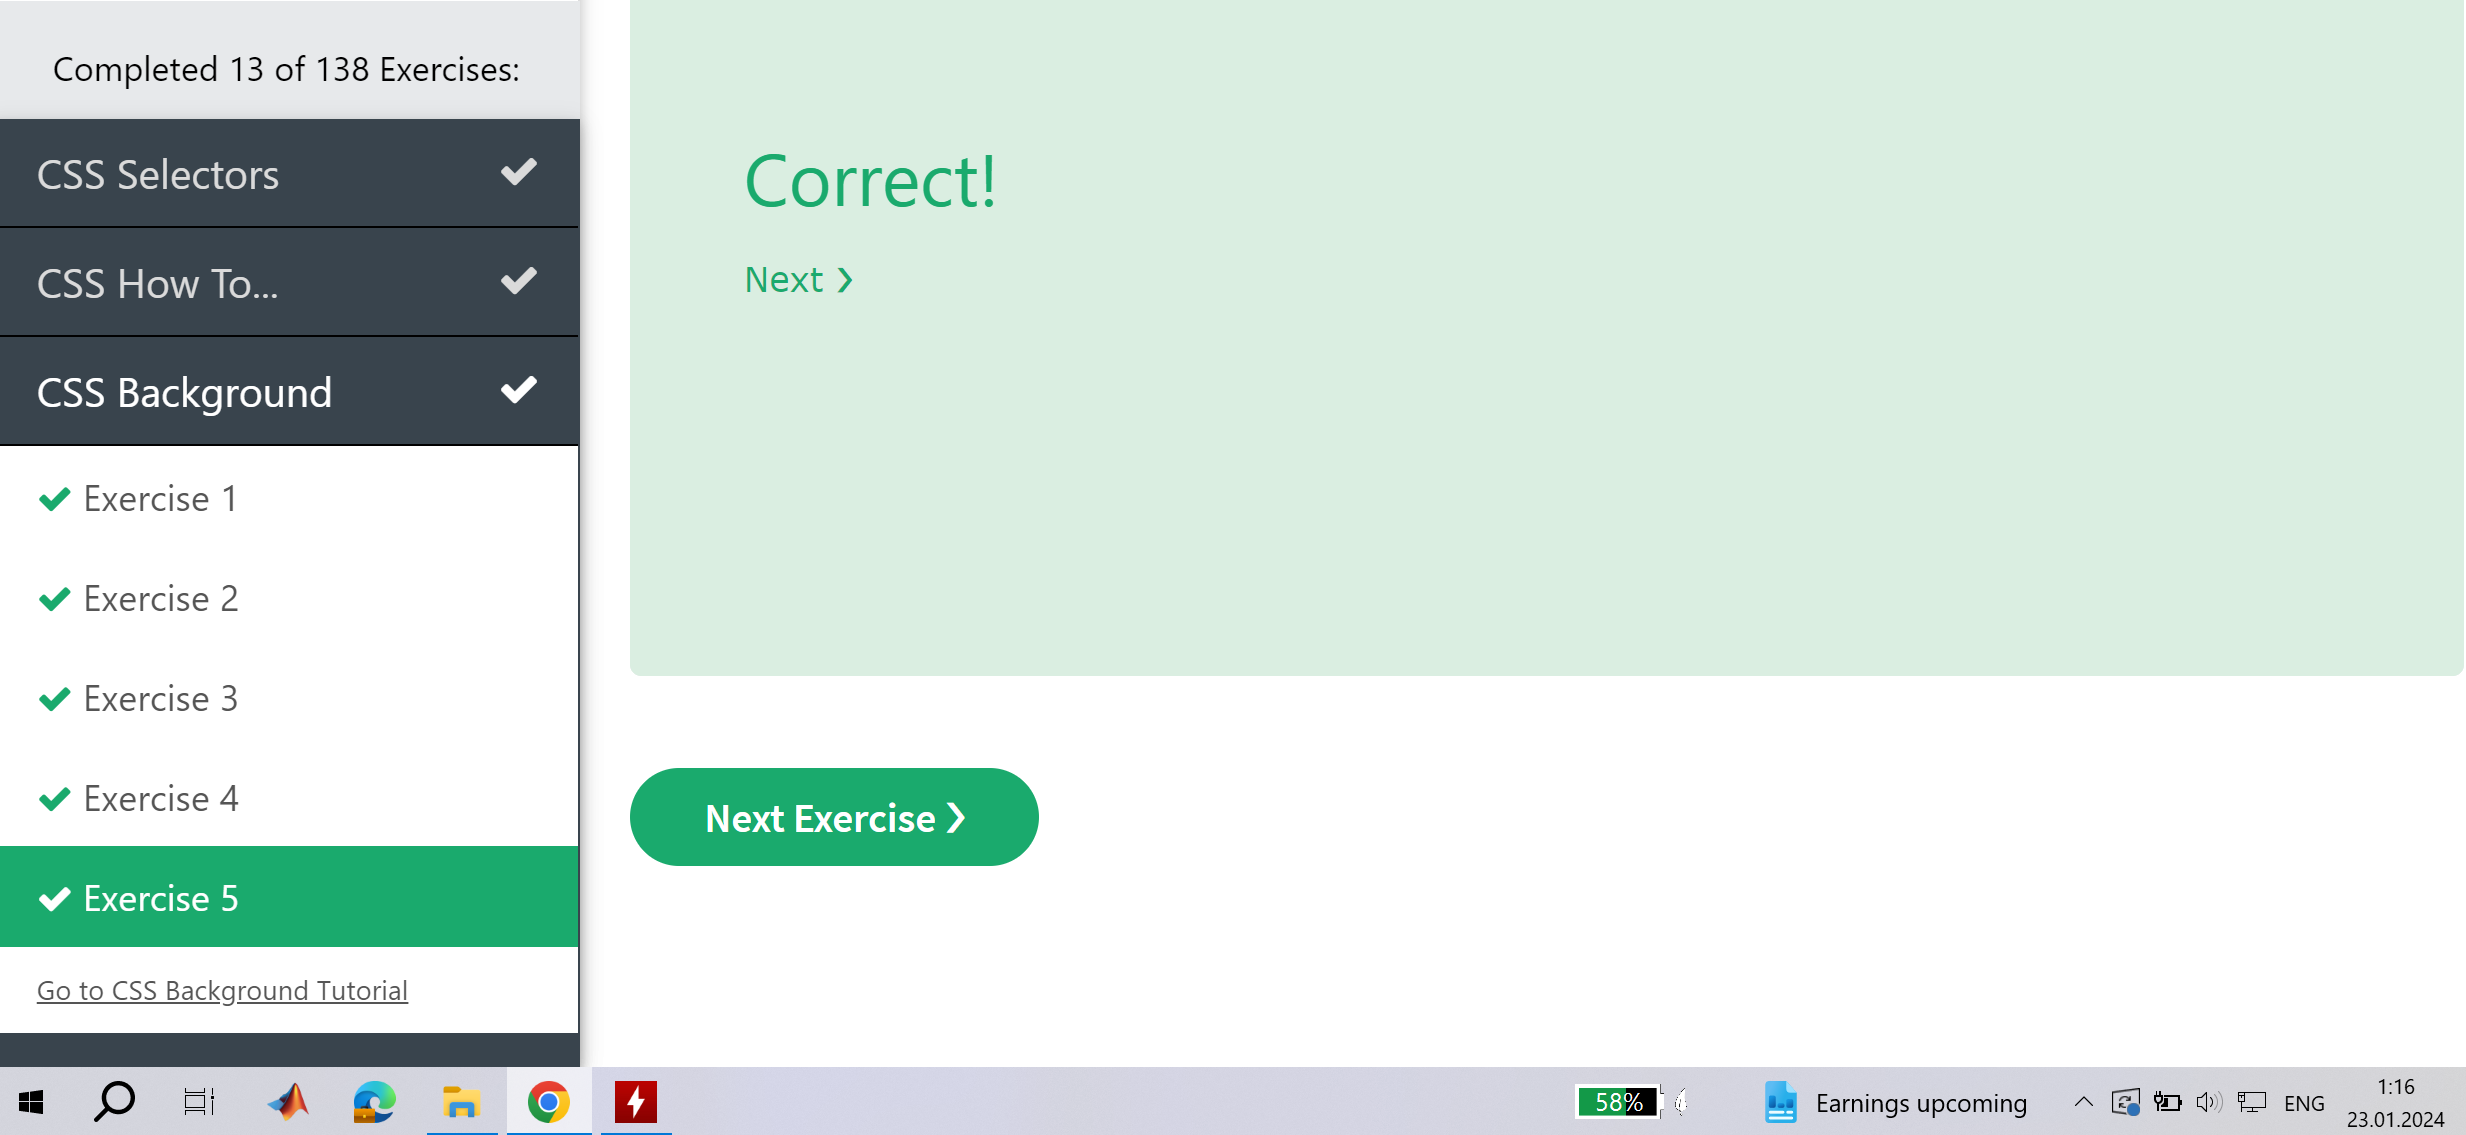 Completed 13 of 138 Exercises:
CSS Selectors
CSS How To...
CSS Background
Exercise 1
Exercise 2
Exercise 3
Exercise 4
Exercise 5
Go to CSS Background Tutorial
Correct!
Next ❯
Next Exercise ❯
58%
Earnings upcoming
ENG
1:16
23.01.2024